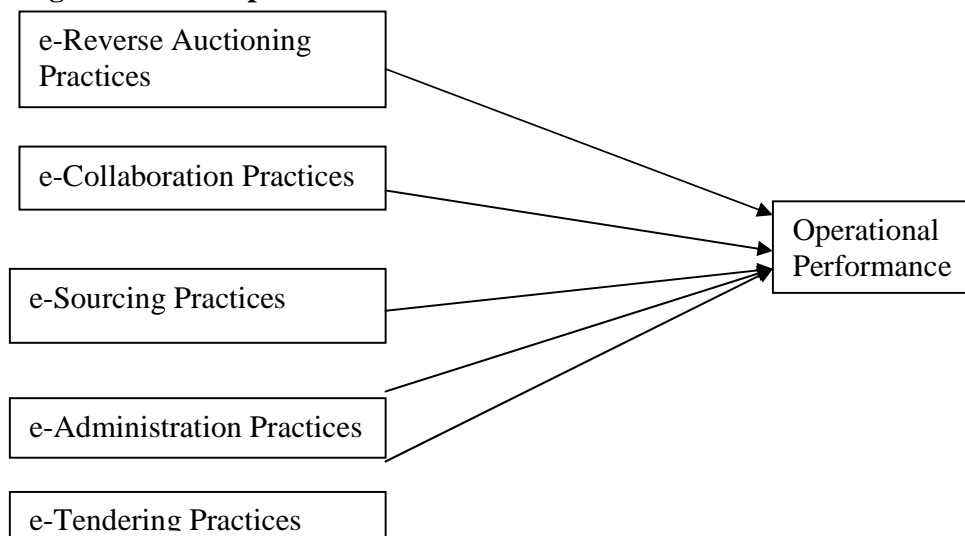 e-Reverse Auctioning
Practices
e-Collaboration Practices
Operational
Performance
e-Sourcing Practices
e-Administration Practices
e-Tendering Practices